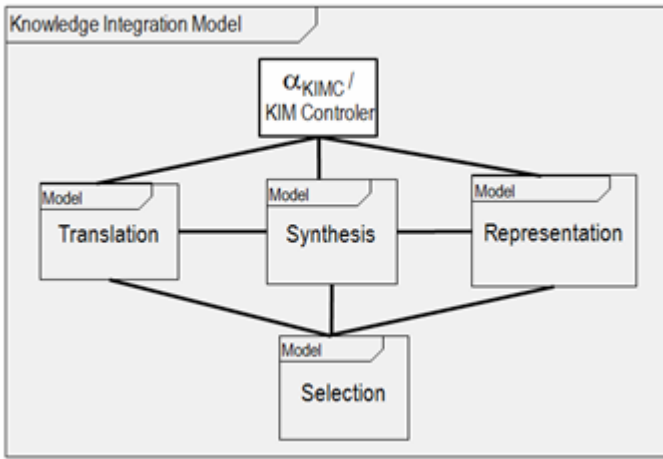 Knowledge Integration Model
αKIMC /
KIM Controler
Model
Translation
Model
Synthesis
Model
Representation
Model
Selection